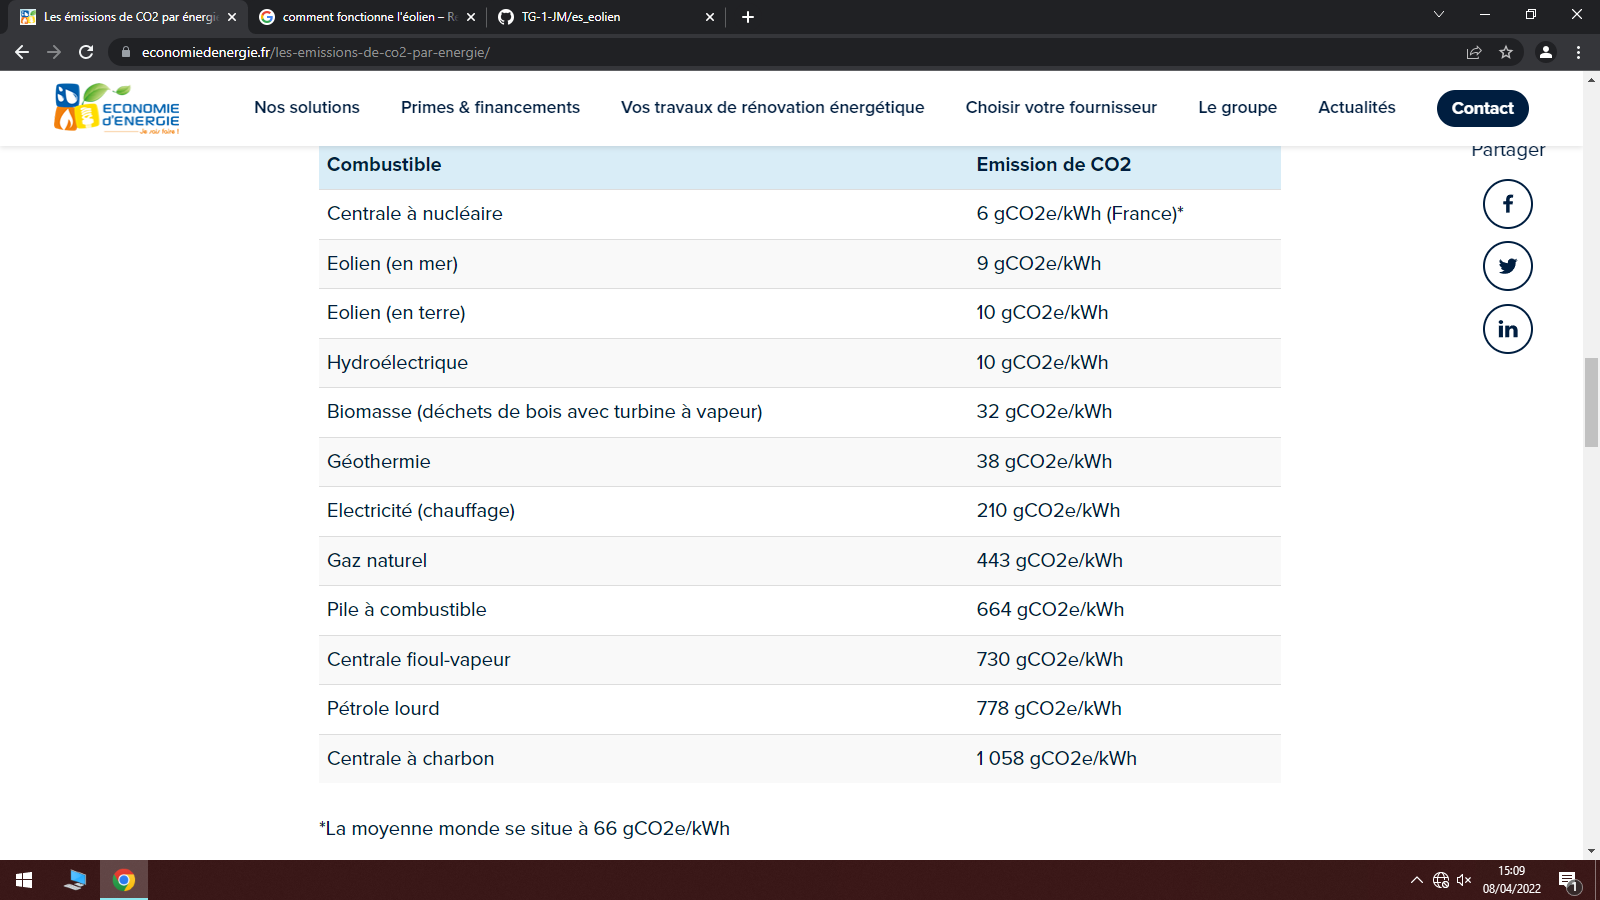 Les émissions de CO2 par énergi
comment fonctionne l'éolien – Re
TG-1-JM/es_eolien
economiedenergie.fr/les-emissions-de-co2-par-energie/
ECONOMIE
d'ENERGIE
Je sais faire !
Nos solutions
Primes & financements
Vos travaux de rénovation énergétique
Choisir votre fournisseur
Le groupe
Actualités
Contact
Partager
Combustible Emission de CO2
Centrale à nucléaire 6 gCO2e/kWh (France)*
Eolien (en mer) 9 gCO2e/kWh
Eolien (en terre) 10 gCO2e/kWh
Hydroélectrique 10 gCO2e/kWh
Biomasse (déchets de bois avec turbine à vapeur) 32 gCO2e/kWh
Géothermie 38 gCO2e/kWh
Electricité (chauffage) 210 gCO2e/kWh
Gaz naturel 443 gCO2e/kWh
Pile à combustible 664 gCO2e/kWh
Centrale fioul-vapeur 730 gCO2e/kWh
Pétrole lourd 778 gCO2e/kWh
Centrale à charbon 1 058 gCO2e/kWh
*La moyenne monde se situe à 66 gCO2e/kWh
15:09
08/04/2022
1